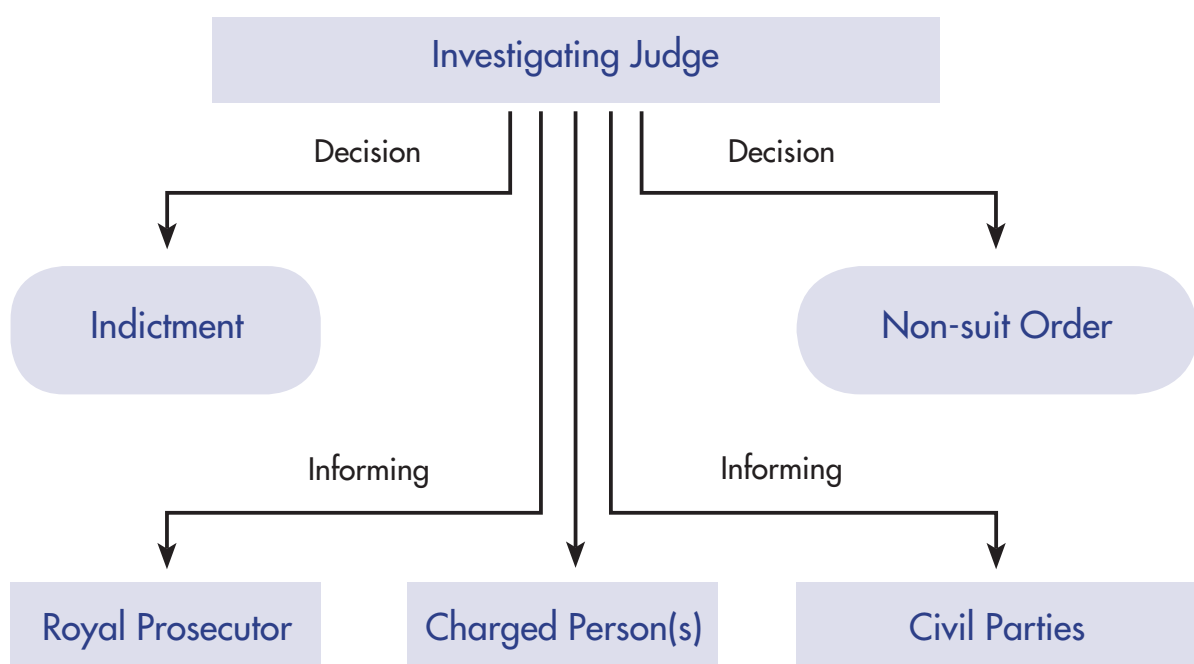 Investigating Judge
Decision
Decision
Indictment
Non-suit Order
Informing
Informing
Royal Prosecutor
Charged Person(s)
Civil Parties